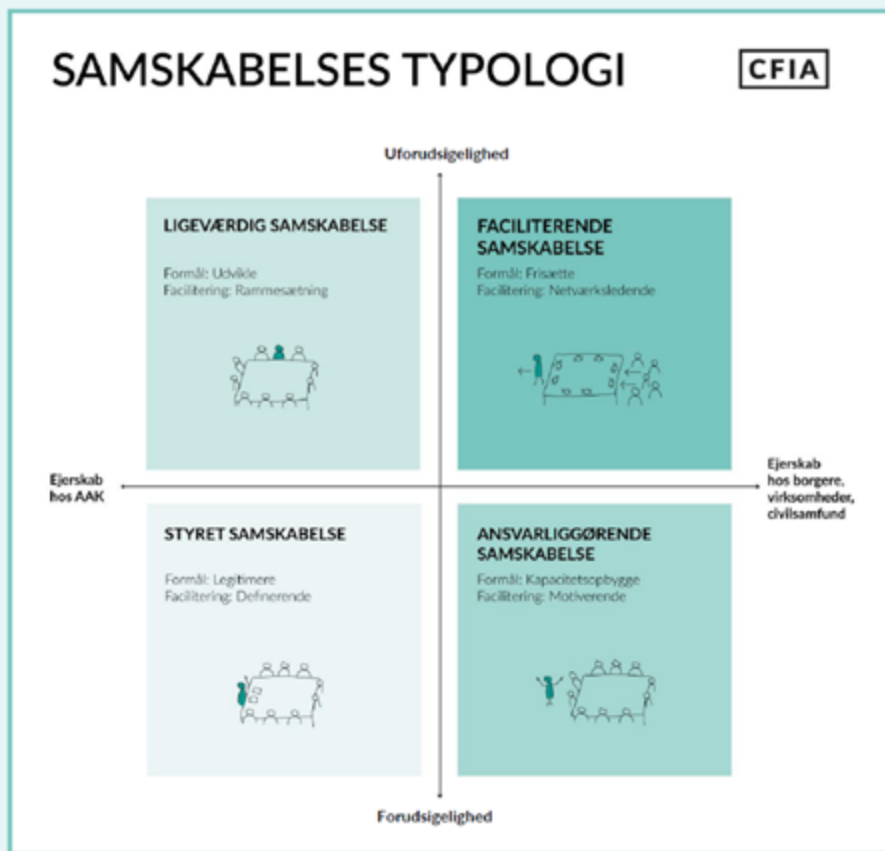 SAMSKABELSES TYPOLOGI
CFIA
Uforudsigelighed
LIGEVÆRDIG SAMSKABELSE
Formål: Udvikle
Facilitering: Rammesætning
FACILITERENDE
SAMSKABELSE
Formål: Frisætte
Facilitering: Netværksledende
Ejerskab
hos AAK
Ejerskab
hos borgere,
virksomheder,
civilsamfund
STYRET SAMSKABELSE
Formål: Legitimere
Facilitering: Definerende
ANSVARLIGGØRENDE
SAMSKABELSE
Formål: Kapacitetsopbygge
Facilitering: Motiverende
Forudsigelighed